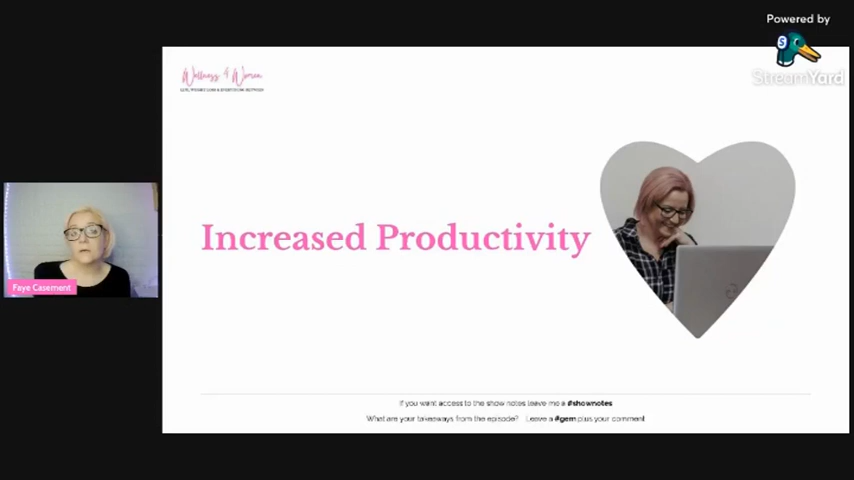 Powered by
StreamYard
Wellness 4 Women
Increased Productivity
Faye Casement
If you want access to the show notes leave me a #shownotes
What are your takeaways from the episode? Leave a #gem plus your comment